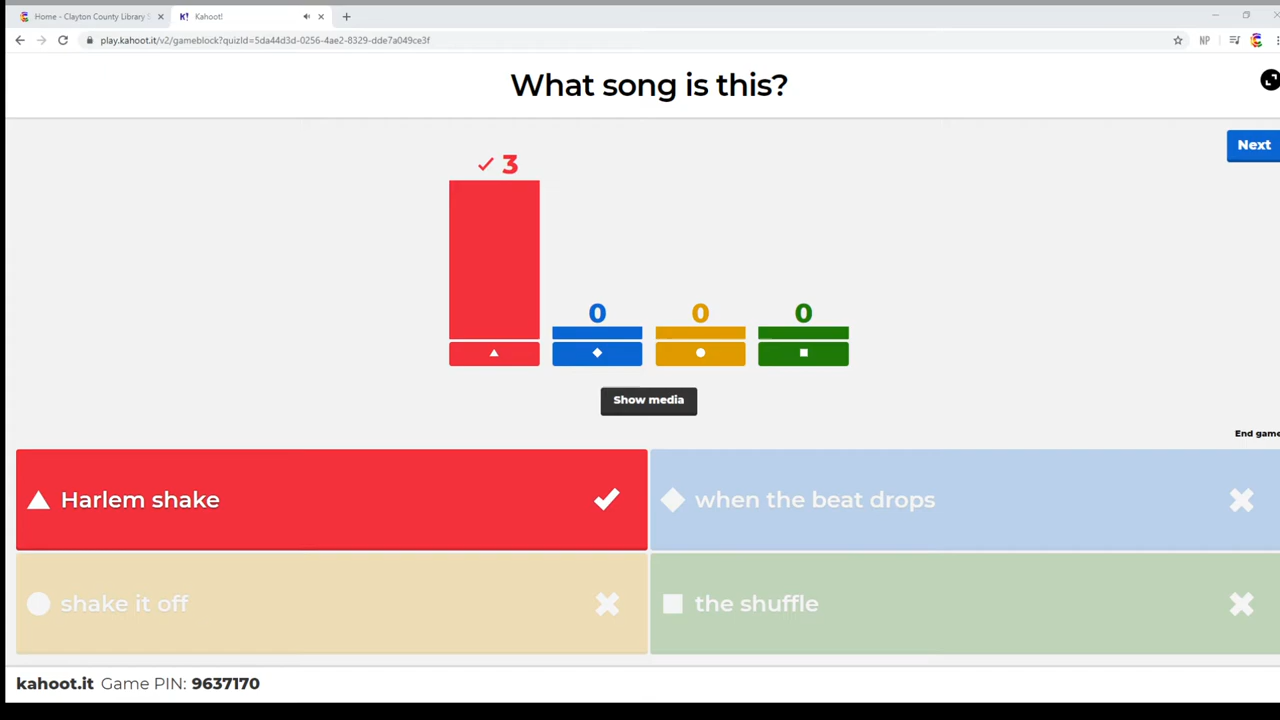 Home - Clayton County Library S
Kahoot!
play.kahoot.it/v2/gameblock?quizId=5da44d3d-0256-4ae2-8329-dde7a049ce3f
NP
What song is this?
Next
3
0
0
0
Show media
End game
Harlem shake
when the beat drops
shake it off
the shuffle
kahoot.it Game PIN: 9637170